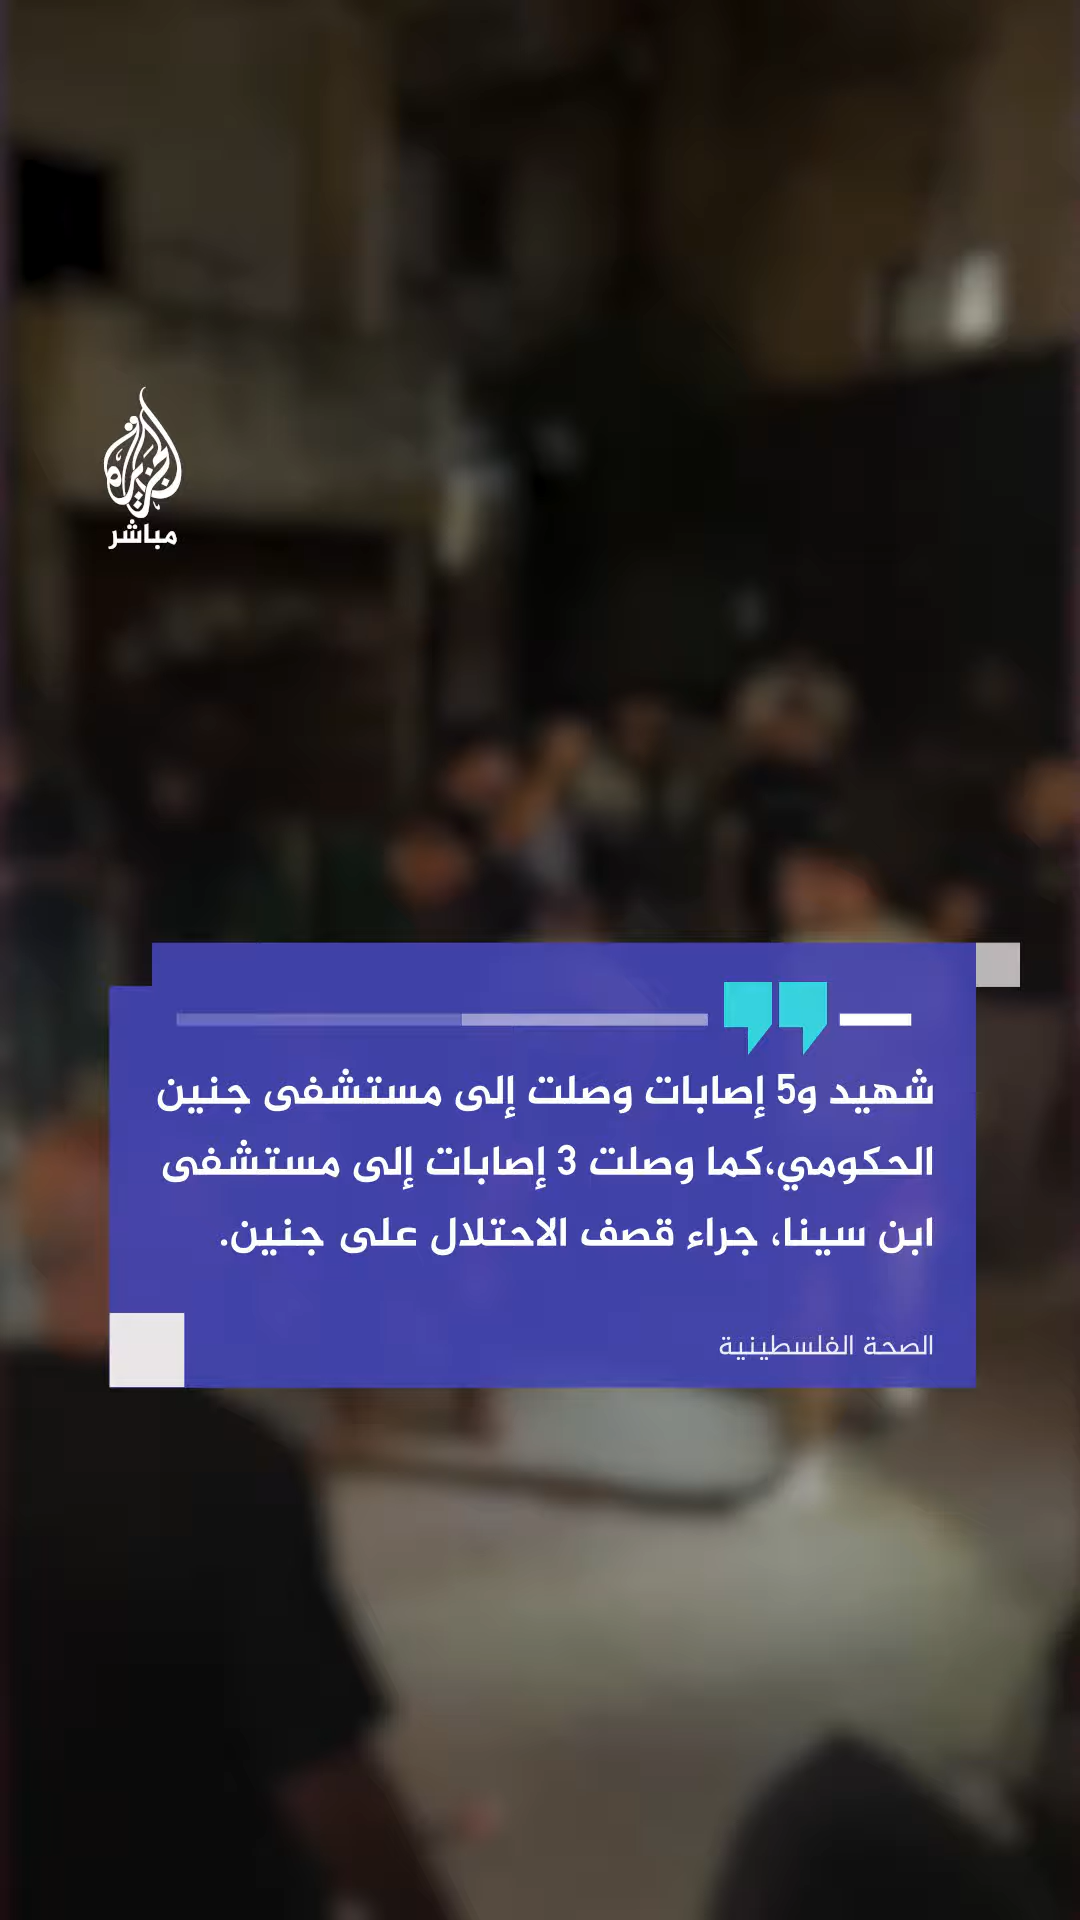 الجزيرة
مباشر
شهيد و5 إصابات وصلت إلى مستشفى جنين
الحكومي،كما وصلت 3 إصابات إلى مستشفى
ابن سينا، جراء قصف الاحتلال على جنين.
الصحة الفلسطينية